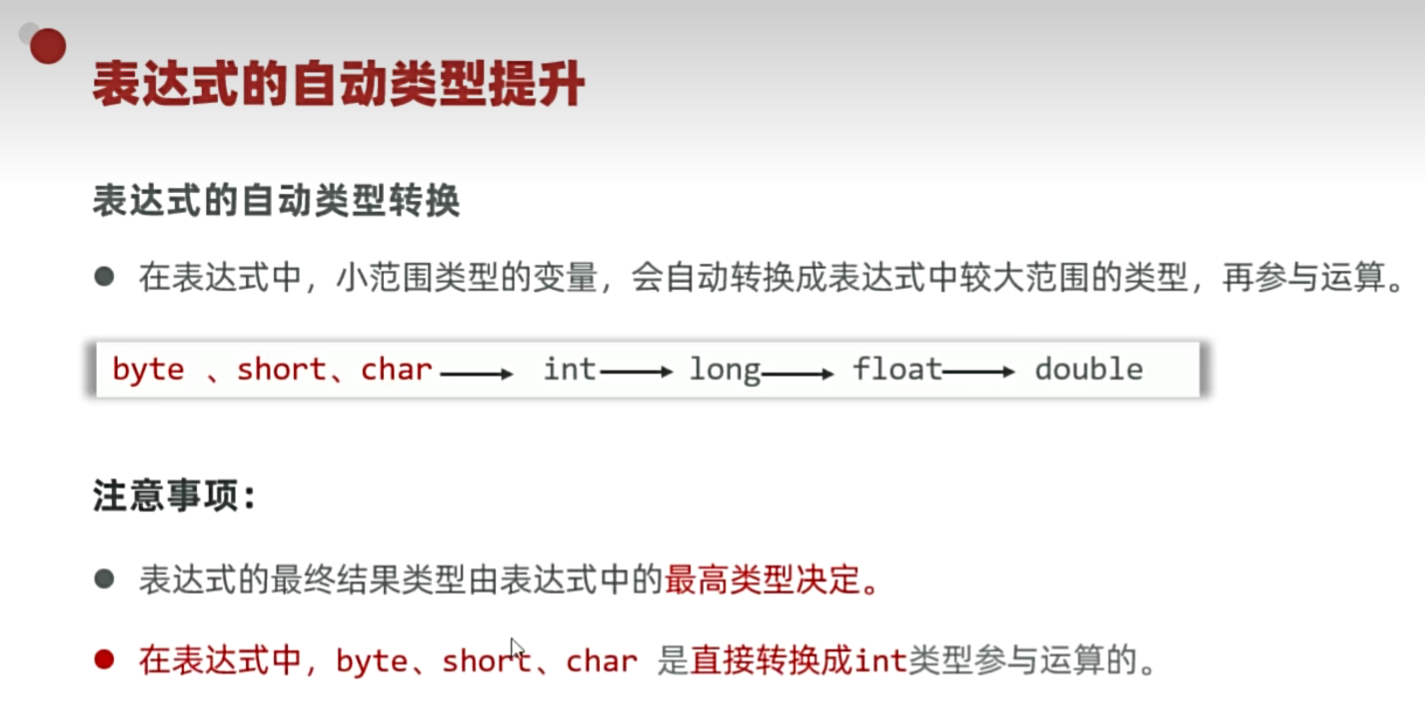 表达式的自动类型提升
表达式的自动类型转换
在表达式中，小范围类型的变量，会自动转换成表达式中较大范围的类型，再参与运算。
byte 、short、char int long float double
注意事项：
表达式的最终结果类型由表达式中的最高类型决定。
在表达式中，byte、short、char 是直接转换成int类型参与运算的。